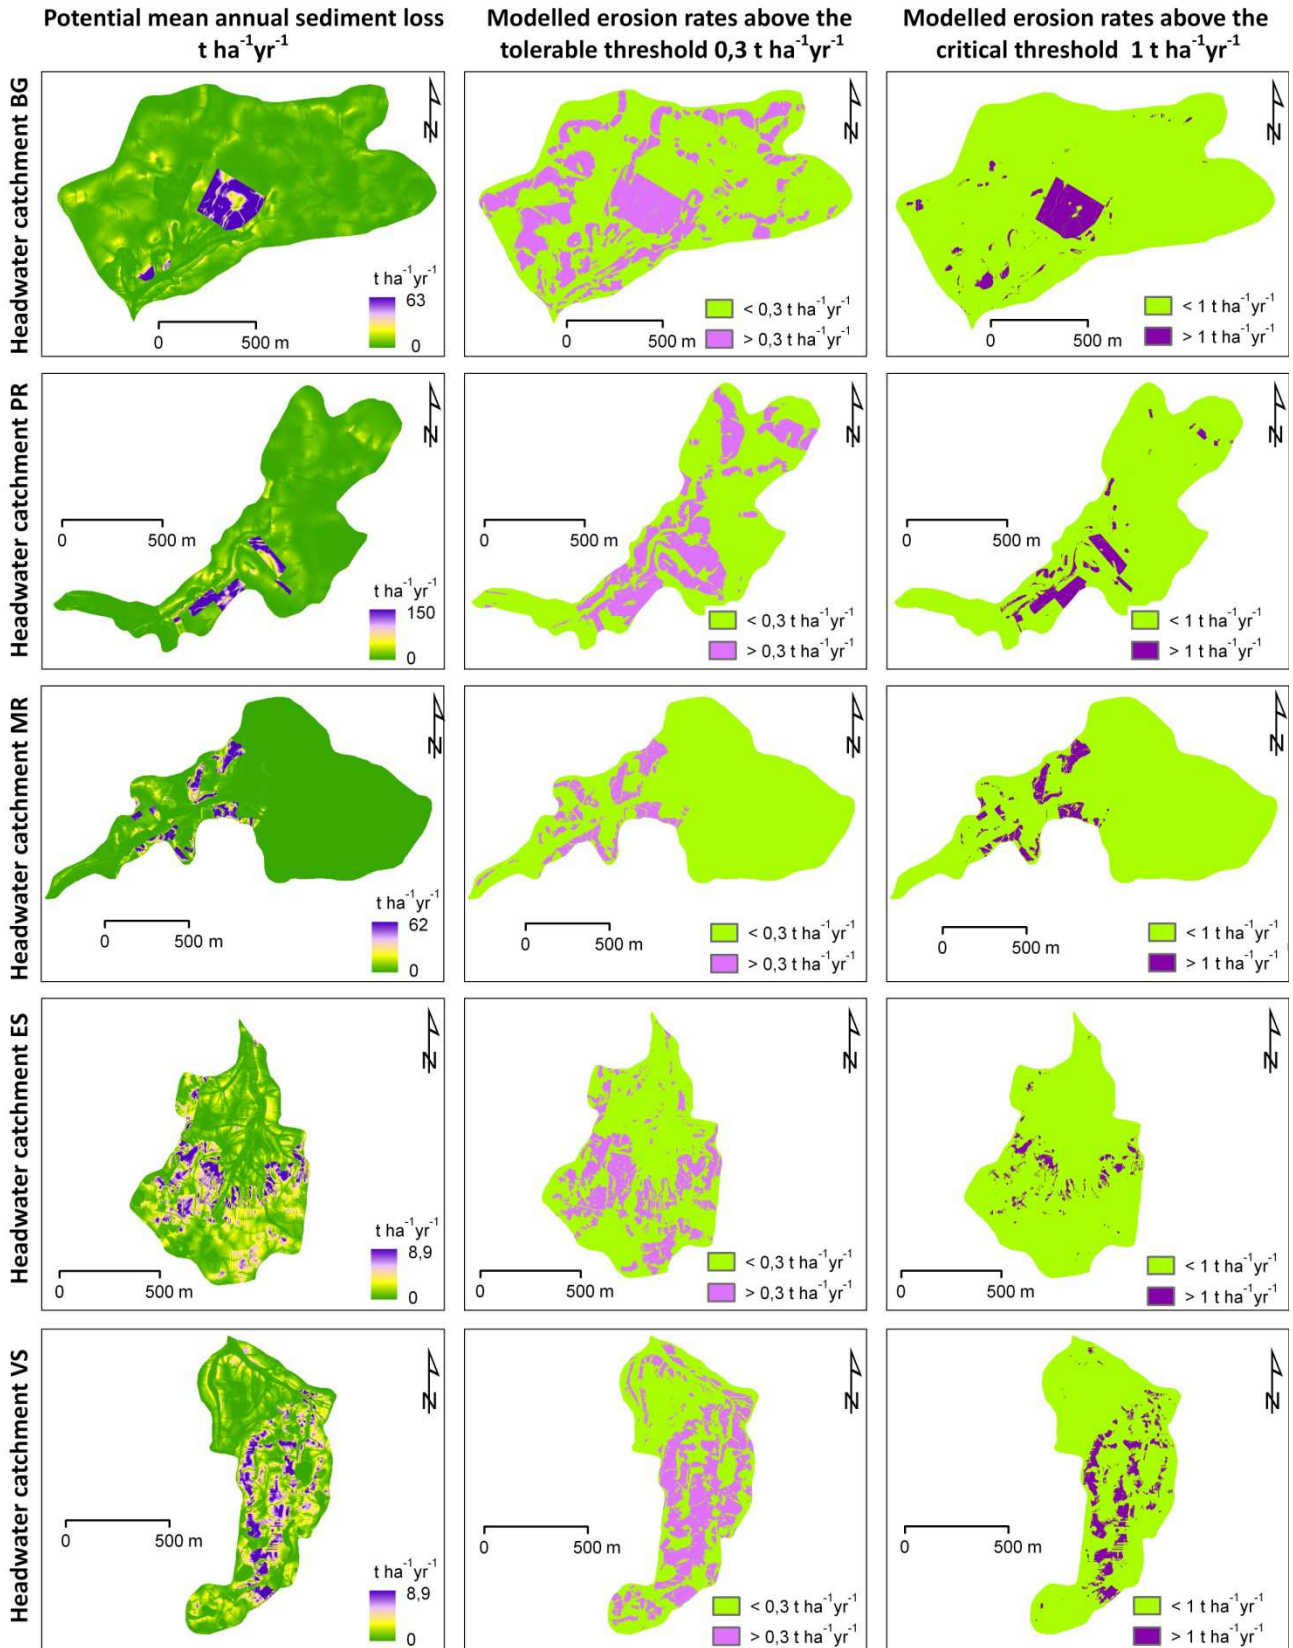 Potential mean annual sediment loss
t ha⁻¹yr⁻¹
Modelled erosion rates above the
tolerable threshold 0,3 t ha⁻¹yr⁻¹
Modelled erosion rates above the
critical threshold 1 t ha⁻¹yr⁻¹
Headwater catchment BG
N
t ha⁻¹yr⁻¹
63
0
0 500 m
N
< 0,3 t ha⁻¹yr⁻¹
> 0,3 t ha⁻¹yr⁻¹
0 500 m
N
< 1 t ha⁻¹yr⁻¹
> 1 t ha⁻¹yr⁻¹
0 500 m
Headwater catchment PR
N
0 500 m
t ha⁻¹yr⁻¹
150
0
N
0 500 m
< 0,3 t ha⁻¹yr⁻¹
> 0,3 t ha⁻¹yr⁻¹
N
0 500 m
< 1 t ha⁻¹yr⁻¹
> 1 t ha⁻¹yr⁻¹
Headwater catchment MR
N
t ha⁻¹yr⁻¹
62
0
0 500 m
N
< 0,3 t ha⁻¹yr⁻¹
> 0,3 t ha⁻¹yr⁻¹
0 500 m
N
< 1 t ha⁻¹yr⁻¹
> 1 t ha⁻¹yr⁻¹
0 500 m
Headwater catchment ES
N
t ha⁻¹yr⁻¹
8,9
0
0 500 m
N
< 0,3 t ha⁻¹yr⁻¹
> 0,3 t ha⁻¹yr⁻¹
0 500 m
N
< 1 t ha⁻¹yr⁻¹
> 1 t ha⁻¹yr⁻¹
0 500 m
Headwater catchment VS
N
0 500 m
t ha⁻¹yr⁻¹
8,9
0
N
0 500 m
< 0,3 t ha⁻¹yr⁻¹
> 0,3 t ha⁻¹yr⁻¹
N
0 500 m
< 1 t ha⁻¹yr⁻¹
> 1 t ha⁻¹yr⁻¹